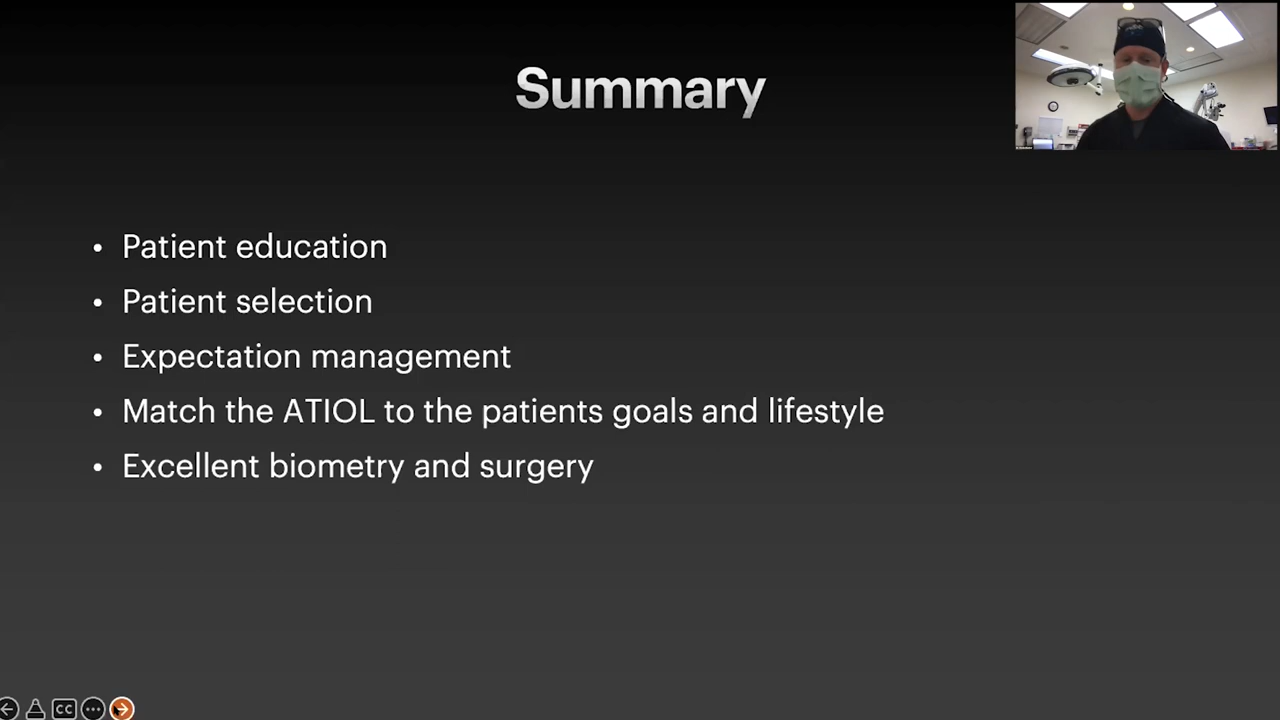 Summary
• Patient education
• Patient selection
• Expectation management
• Match the ATIOL to the patients goals and lifestyle
• Excellent biometry and surgery
CC